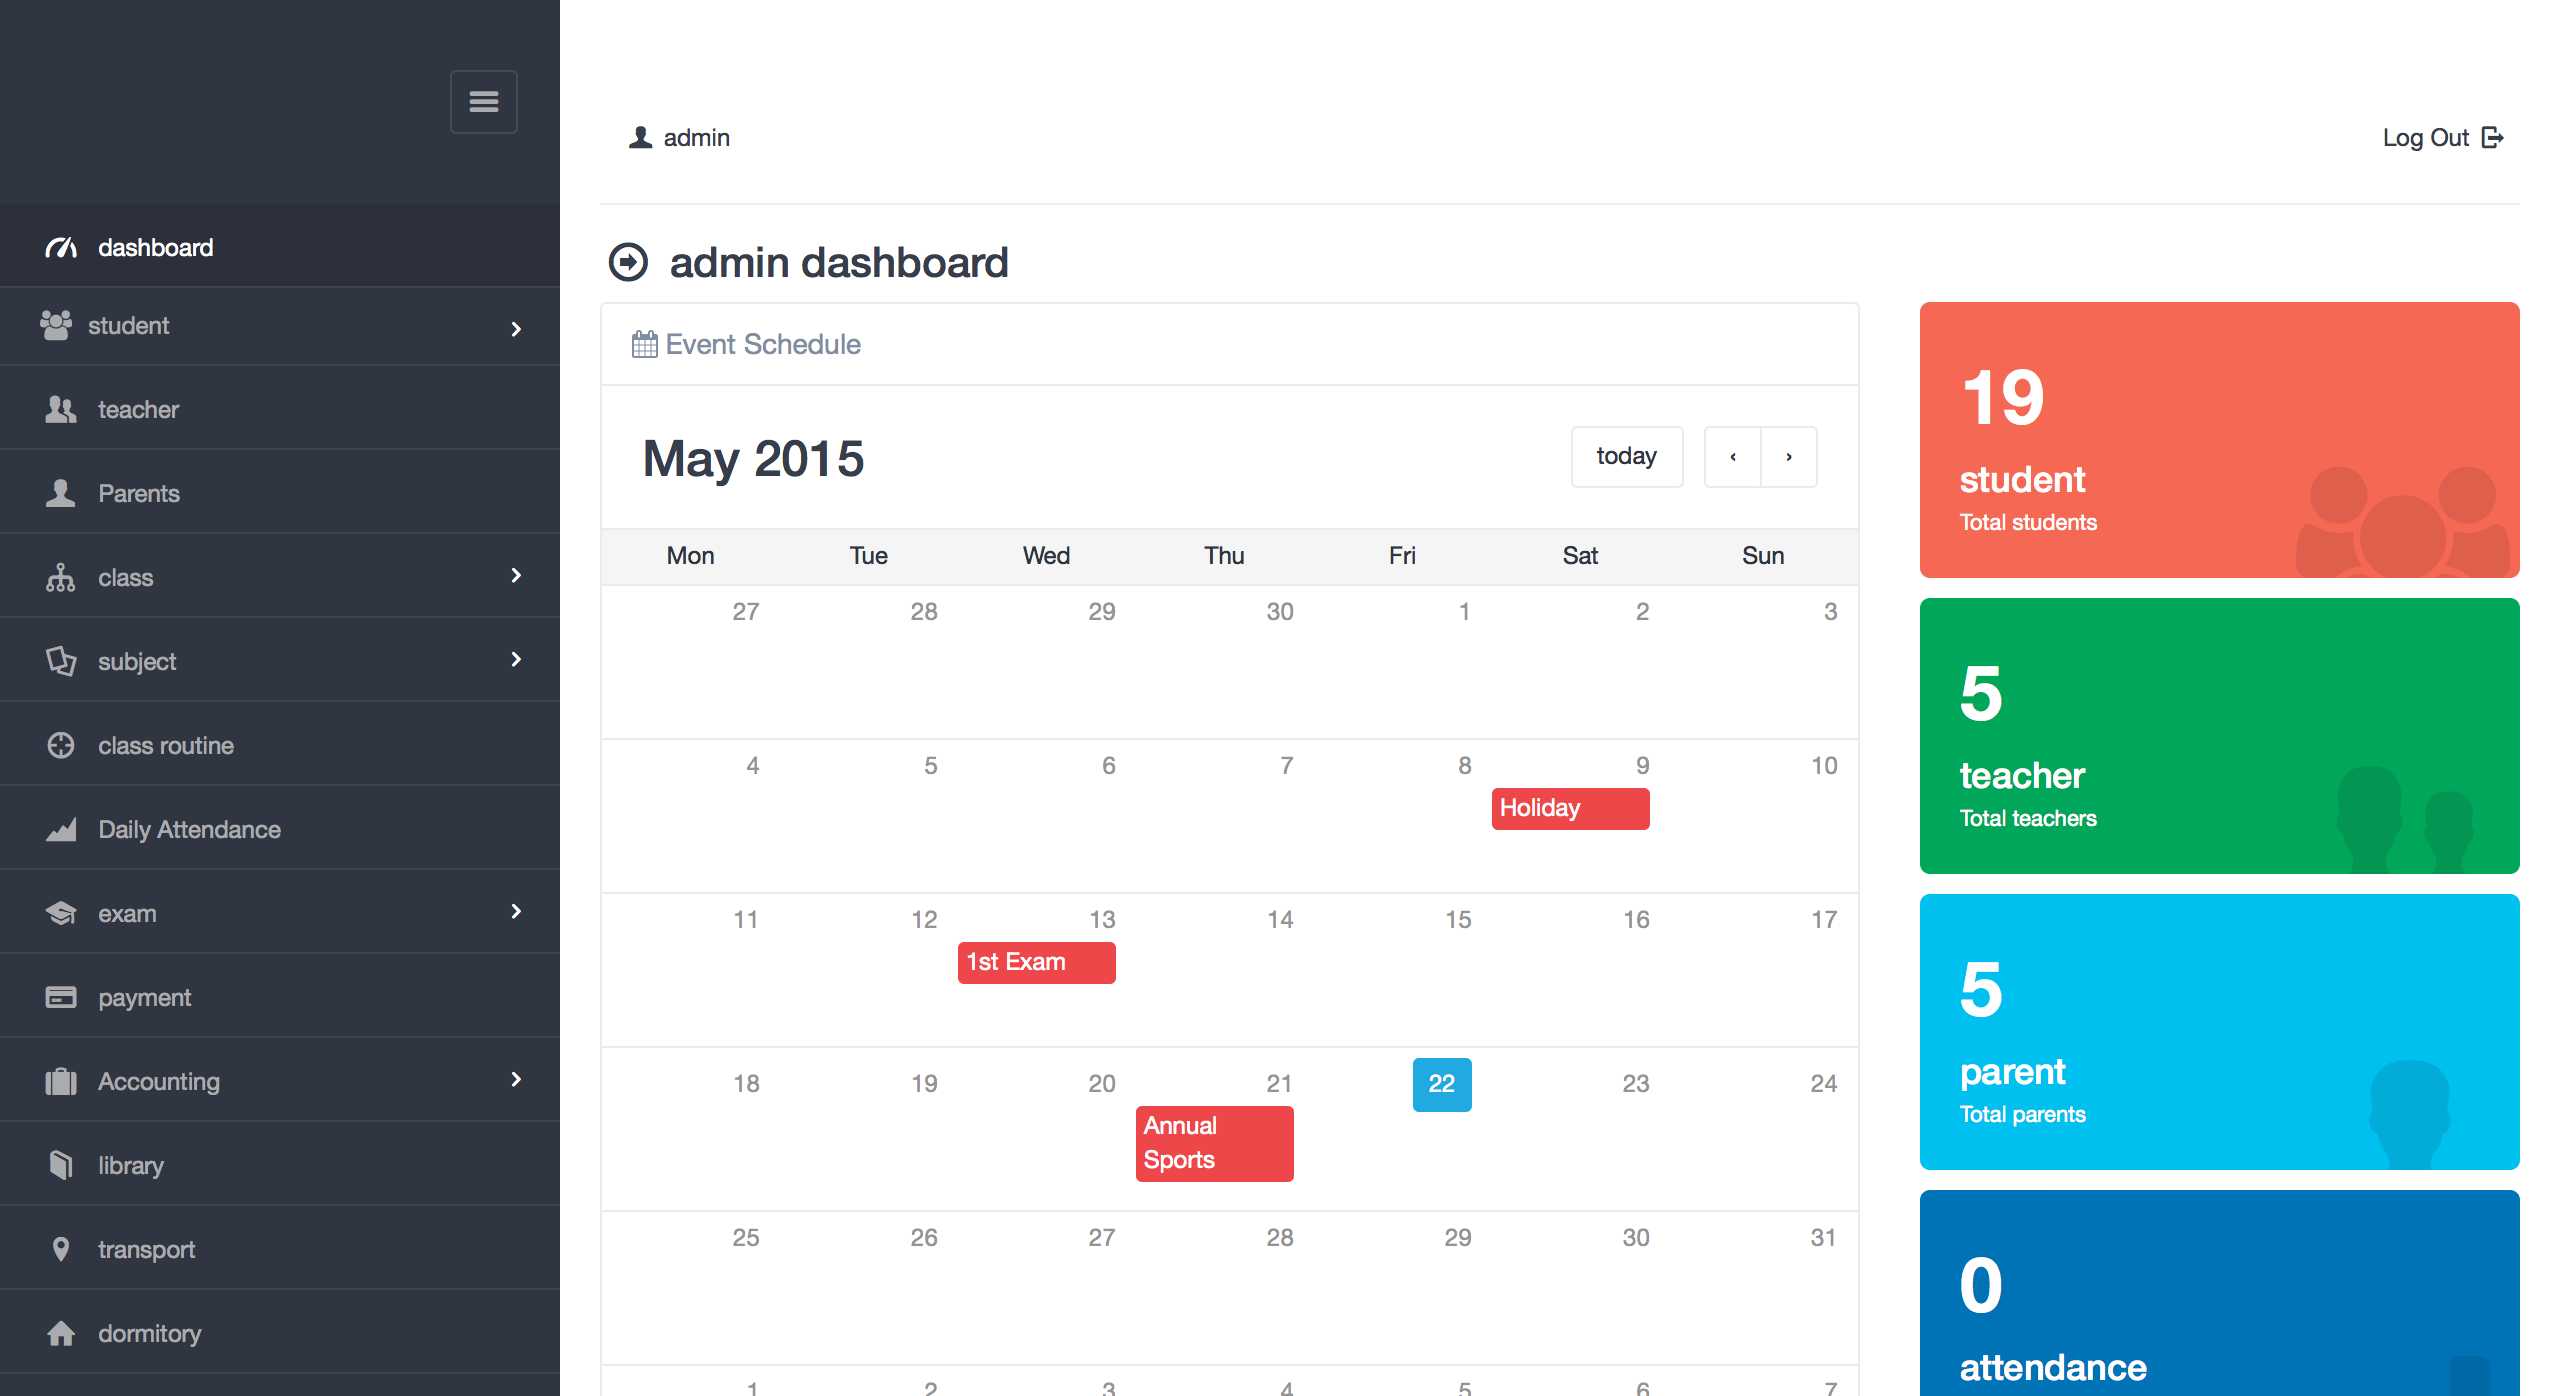 dashboard
student
teacher
Parents
class
subject
class routine
Daily Attendance
exam
payment
Accounting
library
transport
dormitory
admin
Log Out
admin dashboard
Event Schedule
May 2015
today
‹ ›
Mon Tue Wed Thu Fri Sat Sun
27 28 29 30 1 2 3
4 5 6 7 8 9 10
Holiday
11 12 13 14 15 16 17
1st Exam
18 19 20 21 22 23 24
Annual
Sports
25 26 27 28 29 30 31
1 2 3 4 5 6 7
19
student
Total students
5
teacher
Total teachers
5
parent
Total parents
0
attendance